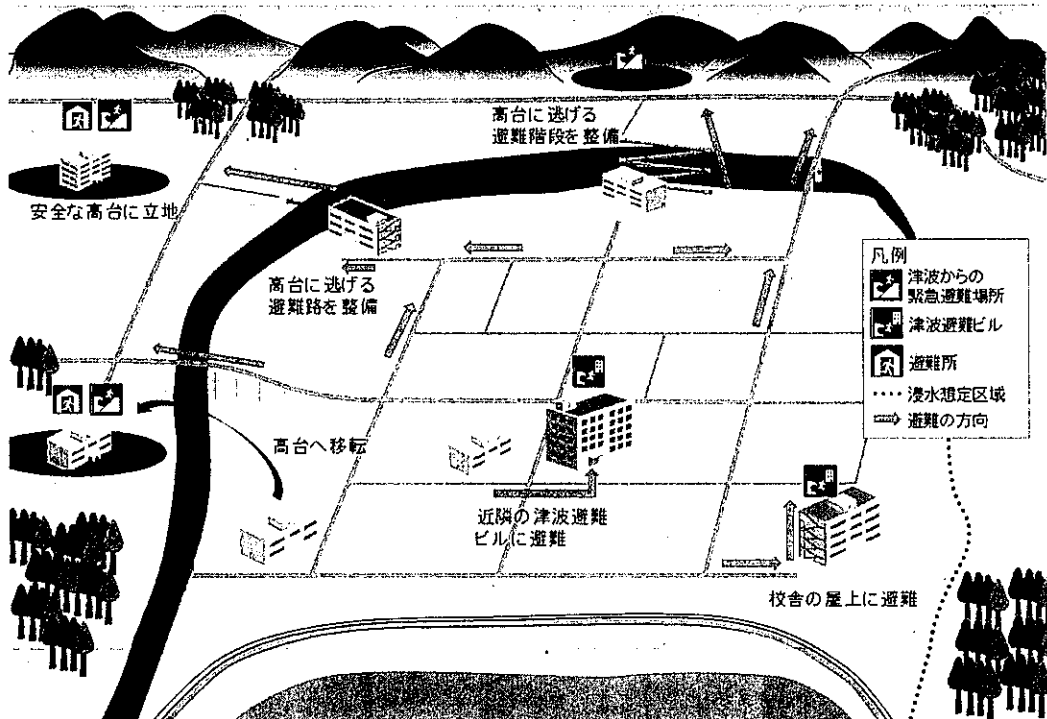 高台に逃げる
避難階段を整備
安全な高台に立地
高台に逃げる
避難路を整備
凡例
津波からの
緊急避難場所
津波避難ビル
避難所
浸水想定区域
避難の方向
高台へ移転
近隣の津波避難
ビルに避難
校舎の屋上に避難